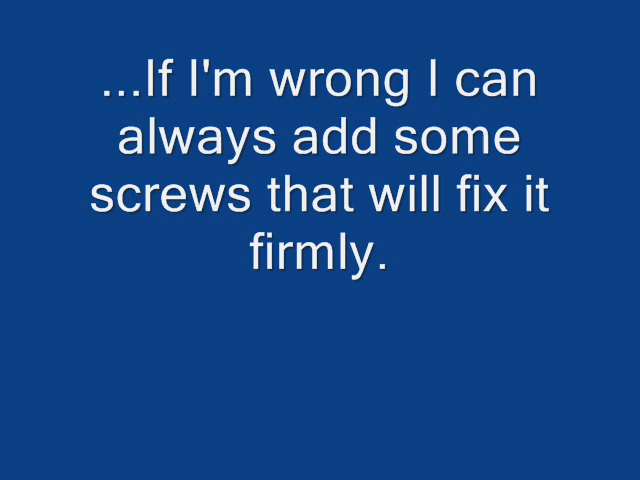 ...If I'm wrong I can
always add some
screws that will fix it
firmly.